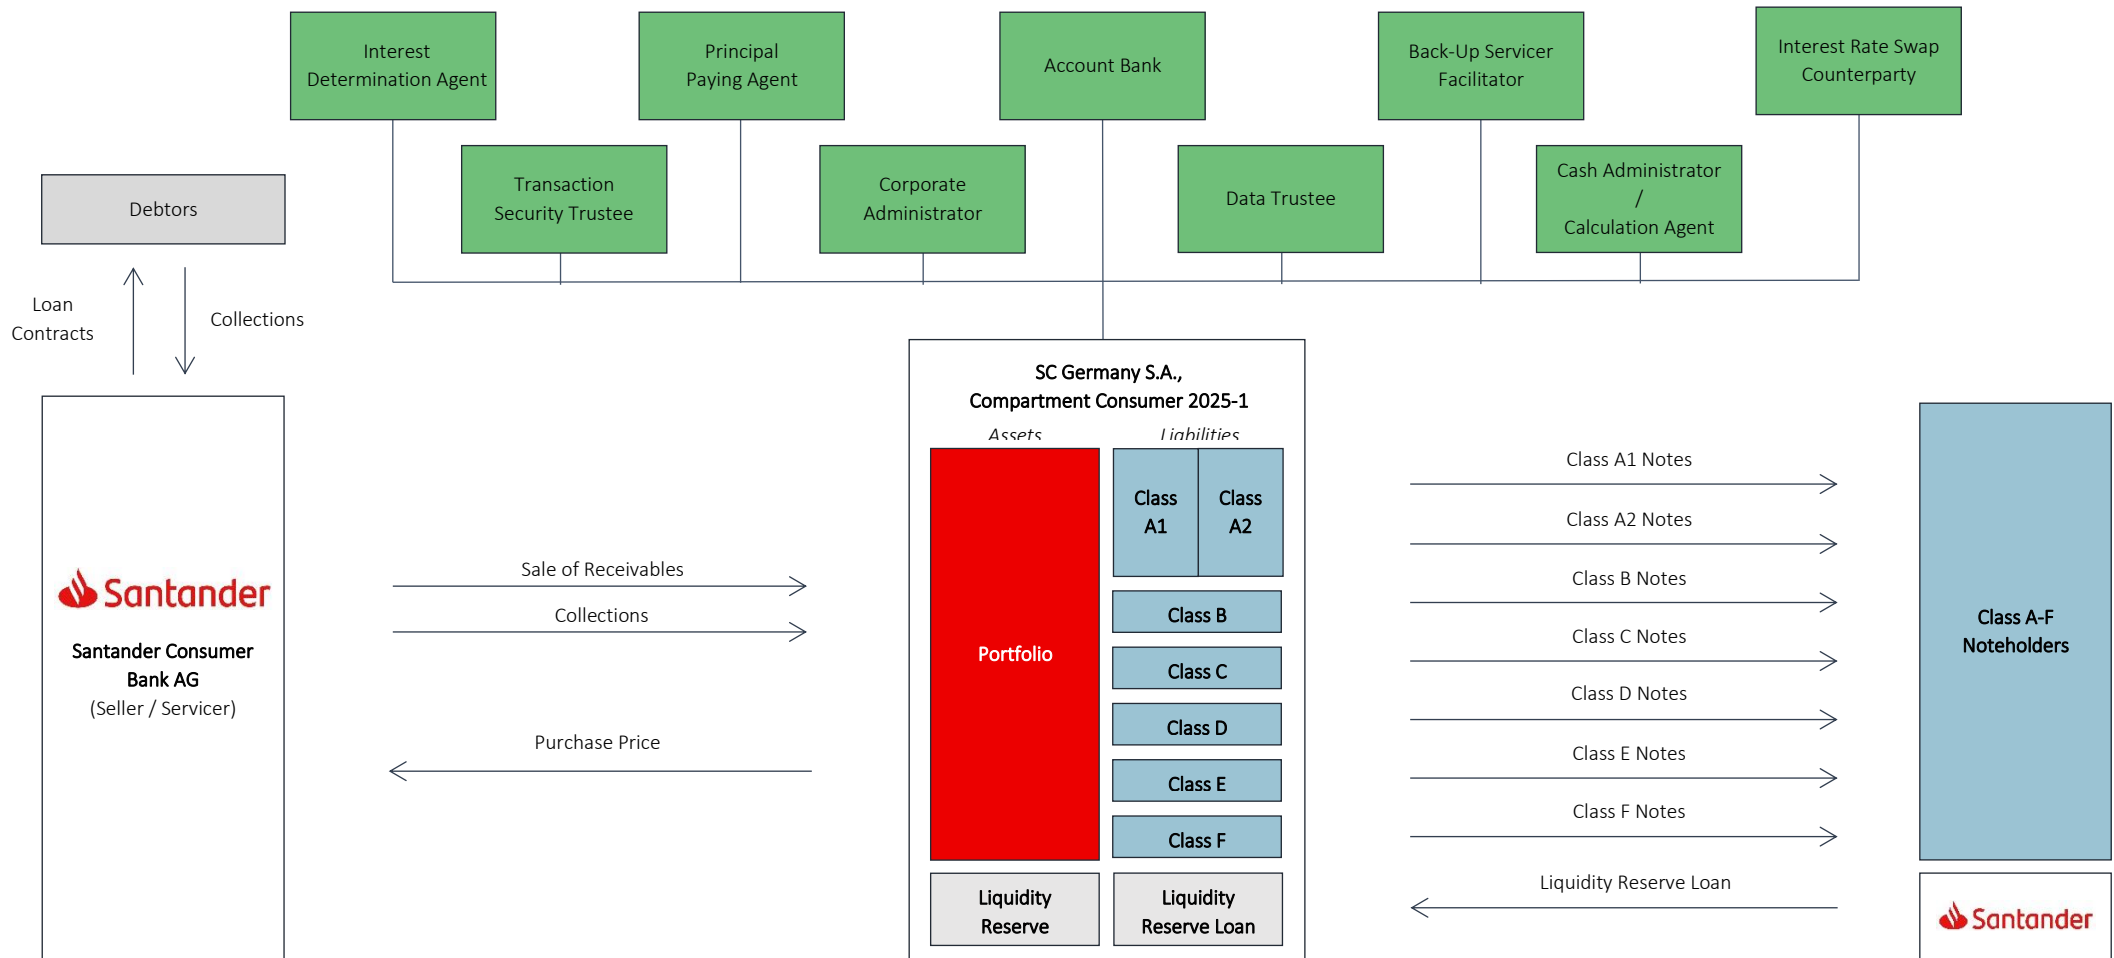 Interest
Determination Agent
Principal
Paying Agent
Account Bank
Back-Up Servicer
Facilitator
Interest Rate Swap
Counterparty
Transaction
Security Trustee
Corporate
Administrator
Data Trustee
Cash Administrator
/
Calculation Agent
Debtors
Loan
Contracts
Collections
Santander
Santander Consumer
Bank AG
(Seller / Servicer)
Sale of Receivables
Collections
Purchase Price
SC Germany S.A.,
Compartment Consumer 2025-1
Assets
Liabilities
Portfolio
Class
A1
Class
A2
Class B
Class C
Class D
Class E
Class F
Liquidity
Reserve
Liquidity
Reserve Loan
Class A1 Notes
Class A2 Notes
Class B Notes
Class C Notes
Class D Notes
Class E Notes
Class F Notes
Liquidity Reserve Loan
Class A-F
Noteholders
Santander